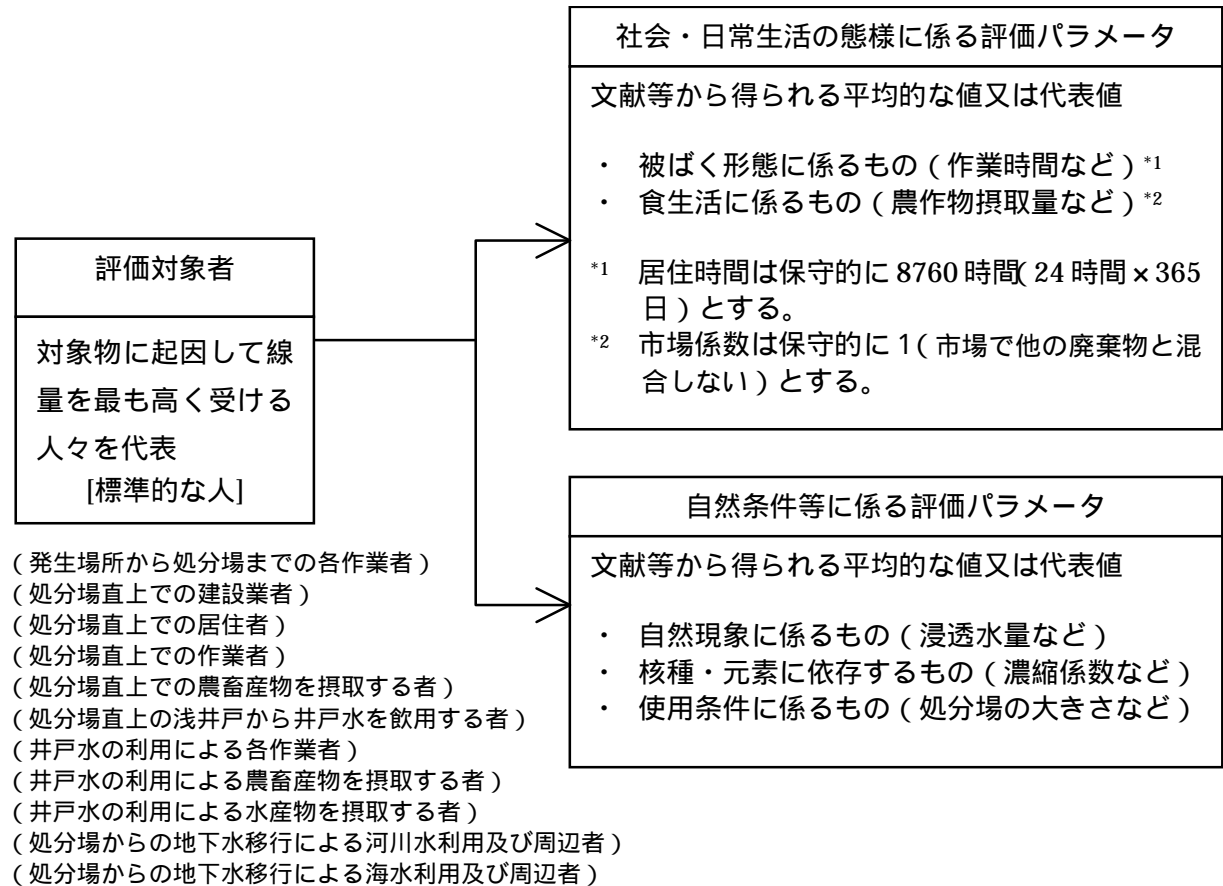 評価対象者
対象物に起因して線
量を最も高く受ける
人々を代表
[標準的な人]
(発生場所から処分場までの各作業者)
(処分場直上での建設業者)
(処分場直上での居住者)
(処分場直上での作業者)
(処分場直上での農畜産物を摂取する者)
(処分場直上の浅井戸から井戸水を飲用する者)
(井戸水の利用による各作業者)
(井戸水の利用による農畜産物を摂取する者)
(井戸水の利用による水産物を摂取する者)
(処分場からの地下水移行による河川水利用及び周辺者)
(処分場からの地下水移行による海水利用及び周辺者)
社会・日常生活の態様に係る評価パラメータ
文献等から得られる平均的な値又は代表値
・ 被ばく形態に係るもの(作業時間など)*1
・ 食生活に係るもの(農作物摂取量など)*2
*1 居住時間は保守的に 8760 時間(24 時間×365
日)とする。
*2 市場係数は保守的に 1(市場で他の廃棄物と混
合しない)とする。
自然条件等に係る評価パラメータ
文献等から得られる平均的な値又は代表値
・ 自然現象に係るもの(浸透水量など)
・ 核種・元素に依存するもの(濃縮係数など)
・ 使用条件に係るもの(処分場の大きさなど)